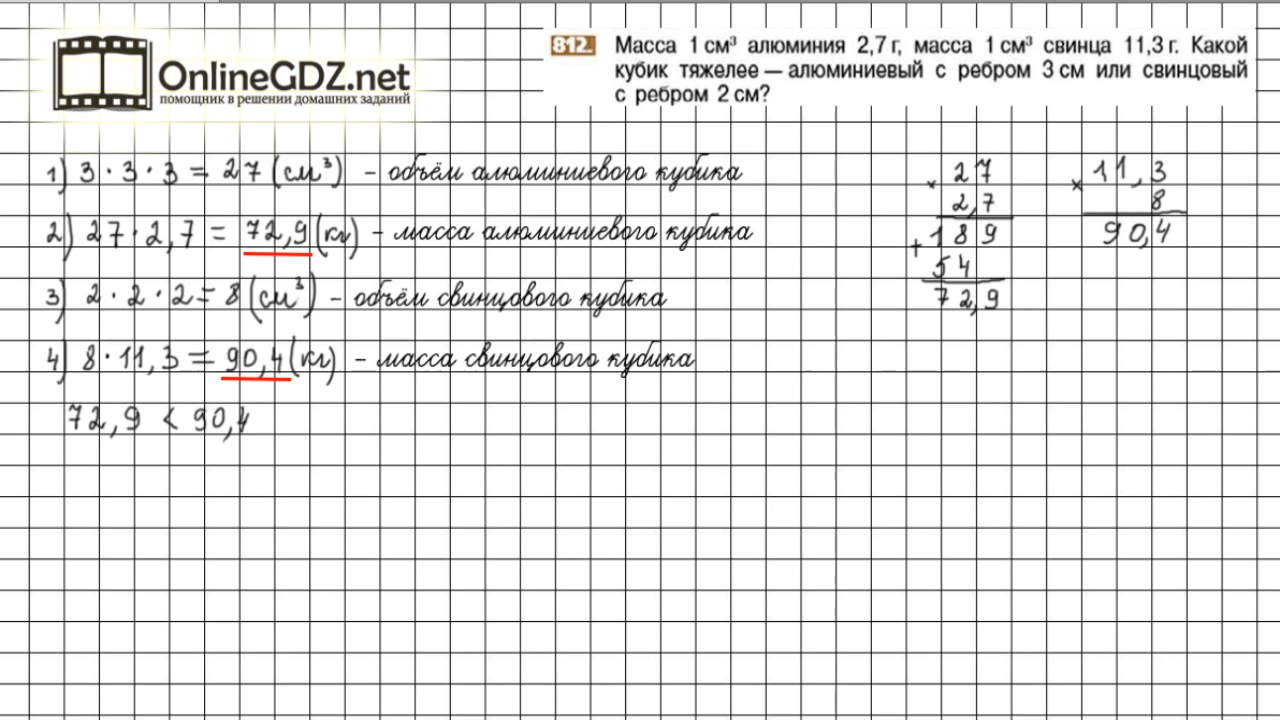 OnlineGDZ.net
помощник в решении домашних заданий
812. Масса 1 см³ алюминия 2,7 г, масса 1 см³ свинца 11,3 г. Какой
кубик тяжелее — алюминиевый с ребром 3 см или свинцовый
с ребром 2 см?
1) 3 · 3 · 3 = 27 (см³) - объём алюминиевого кубика
2) 27 · 2,7 = 72,9 (кг) - масса алюминиевого кубика
3) 2 · 2 · 2 = 8 (см³) - объём свинцового кубика
4) 8 · 11,3 = 90,4 (кг) - масса свинцового кубика
72,9 < 90,4
× 27
2,7
+ 189
54
72,9
× 11,3
8
90,4